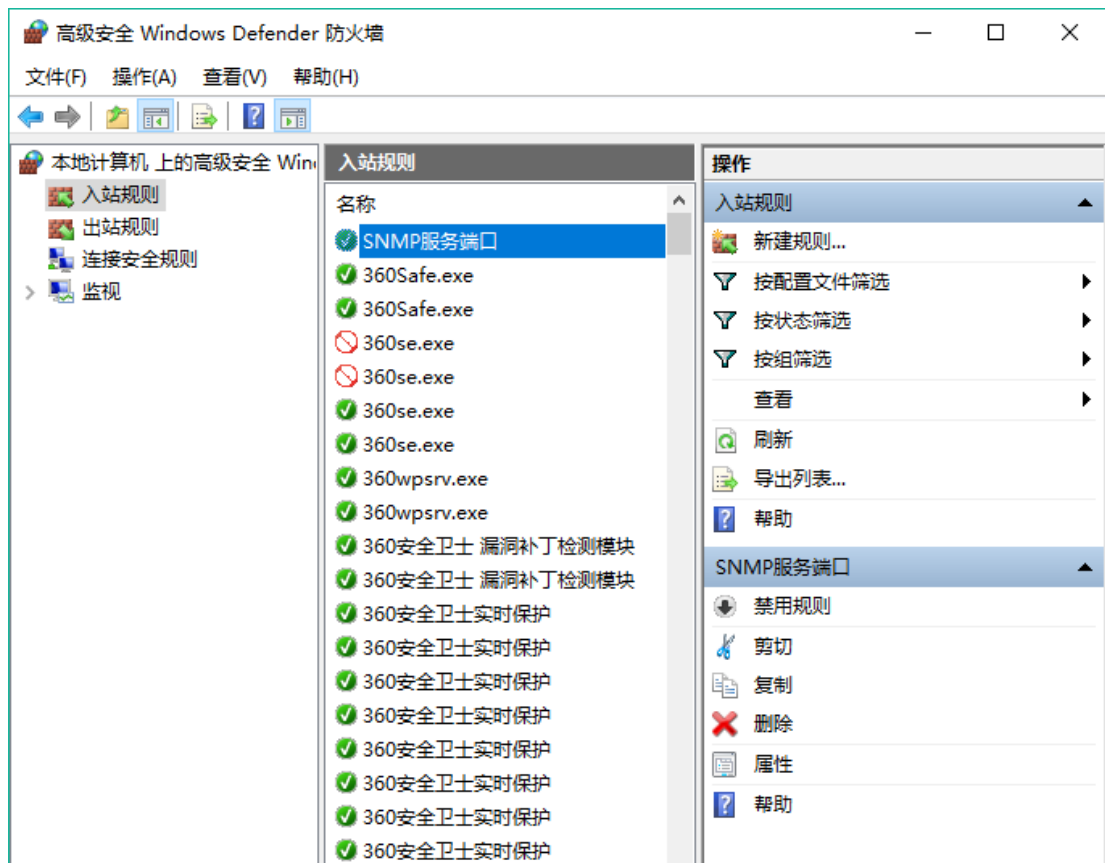 高级安全 Windows Defender 防火墙
文件(F) 操作(A) 查看(V) 帮助(H)
本地计算机 上的高级安全 Win
入站规则
出站规则
连接安全规则
监视
入站规则
名称
SNMP服务端口
360Safe.exe
360Safe.exe
360se.exe
360se.exe
360se.exe
360se.exe
360wpsrv.exe
360wpsrv.exe
360安全卫士 漏洞补丁检测模块
360安全卫士 漏洞补丁检测模块
360安全卫士实时保护
360安全卫士实时保护
360安全卫士实时保护
360安全卫士实时保护
360安全卫士实时保护
360安全卫士实时保护
360安全卫士实时保护
360安全卫士实时保护
操作
入站规则
新建规则...
按配置文件筛选
按状态筛选
按组筛选
查看
刷新
导出列表...
帮助
SNMP服务端口
禁用规则
剪切
复制
删除
属性
帮助